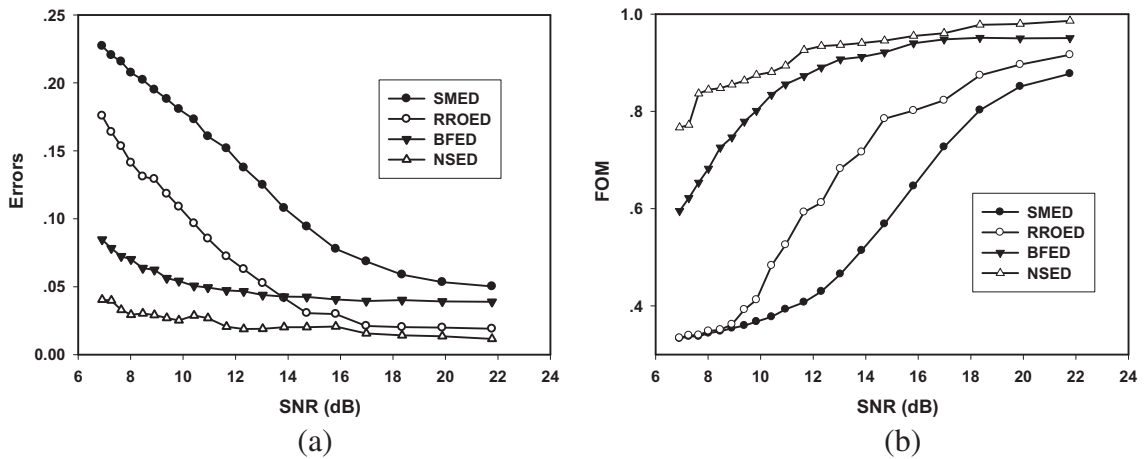 .25
.20
.15
.10
.05
0.00
Errors
SMED
RROED
BFED
NSED
6 8 10 12 14 16 18 20 22 24
SNR (dB)
(a)
1.0
.8
.6
.4
FOM
SMED
RROED
BFED
NSED
6 8 10 12 14 16 18 20 22 24
SNR (dB)
(b)